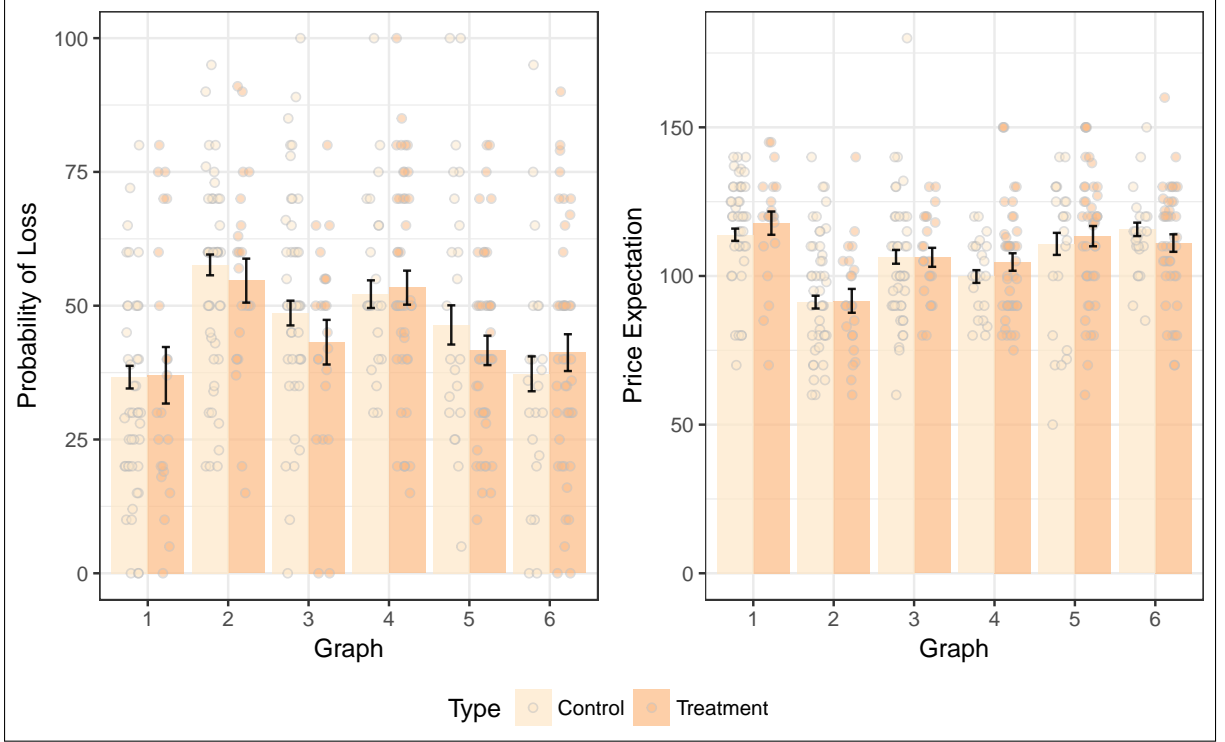 Probability of Loss
100
75
50
25
0
1 2 3 4 5 6
Graph
Price Expectation
150
100
50
0
1 2 3 4 5 6
Graph
Type Control Treatment